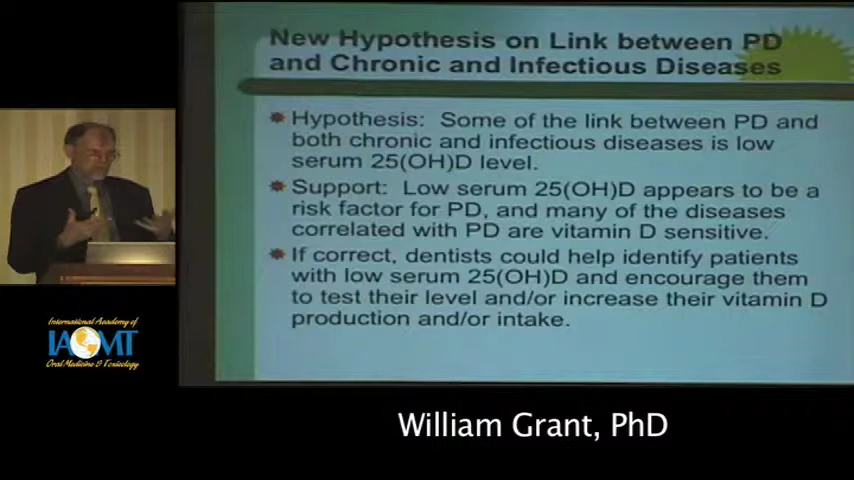 New Hypothesis on Link between PD
and Chronic and Infectious Diseases
Hypothesis: Some of the link between PD and
both chronic and infectious diseases is low
serum 25(OH)D level.
Support: Low serum 25(OH)D appears to be a
risk factor for PD, and many of the diseases
correlated with PD are vitamin D sensitive.
If correct, dentists could help identify patients
with low serum 25(OH)D and encourage them
to test their level and/or increase their vitamin D
production and/or intake.
International Academy of
IAOMT
Oral Medicine & Toxicology
William Grant, PhD